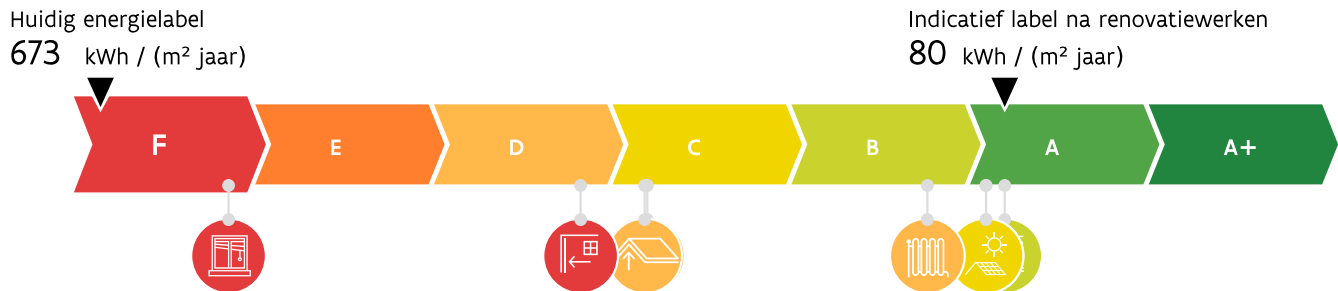 Huidig energielabel
673 kWh / (m² jaar)
Indicatief label na renovatiewerken
80 kWh / (m² jaar)
F E D C B A A+